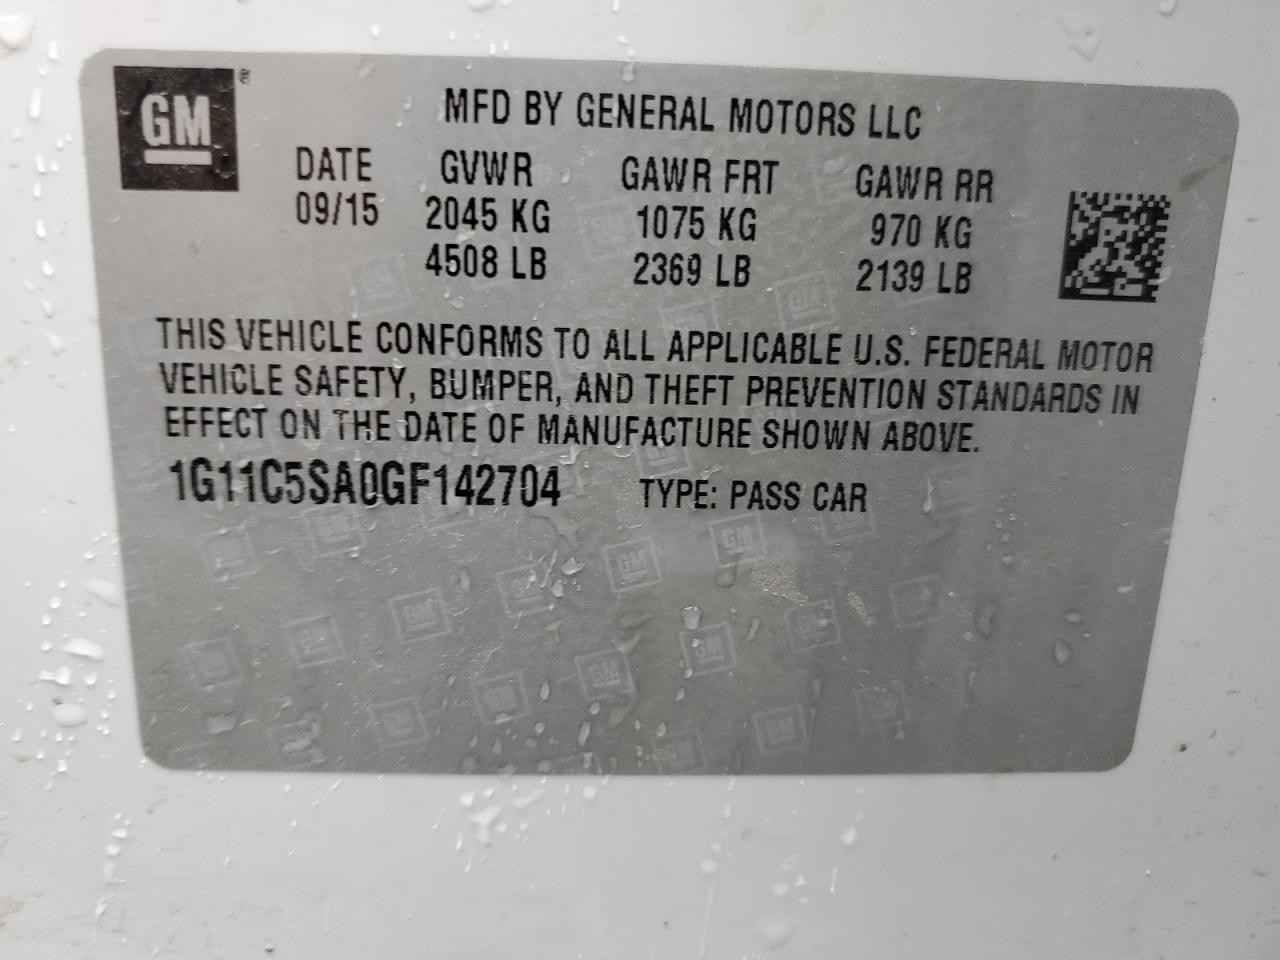 GM ®
MFD BY GENERAL MOTORS LLC
DATE GVWR GAWR FRT GAWR RR
09/15 2045 KG 1075 KG 970 KG
4508 LB 2369 LB 2139 LB
THIS VEHICLE CONFORMS TO ALL APPLICABLE U.S. FEDERAL MOTOR
VEHICLE SAFETY, BUMPER, AND THEFT PREVENTION STANDARDS IN
EFFECT ON THE DATE OF MANUFACTURE SHOWN ABOVE.
1G11C5SA0GF142704 TYPE: PASS CAR